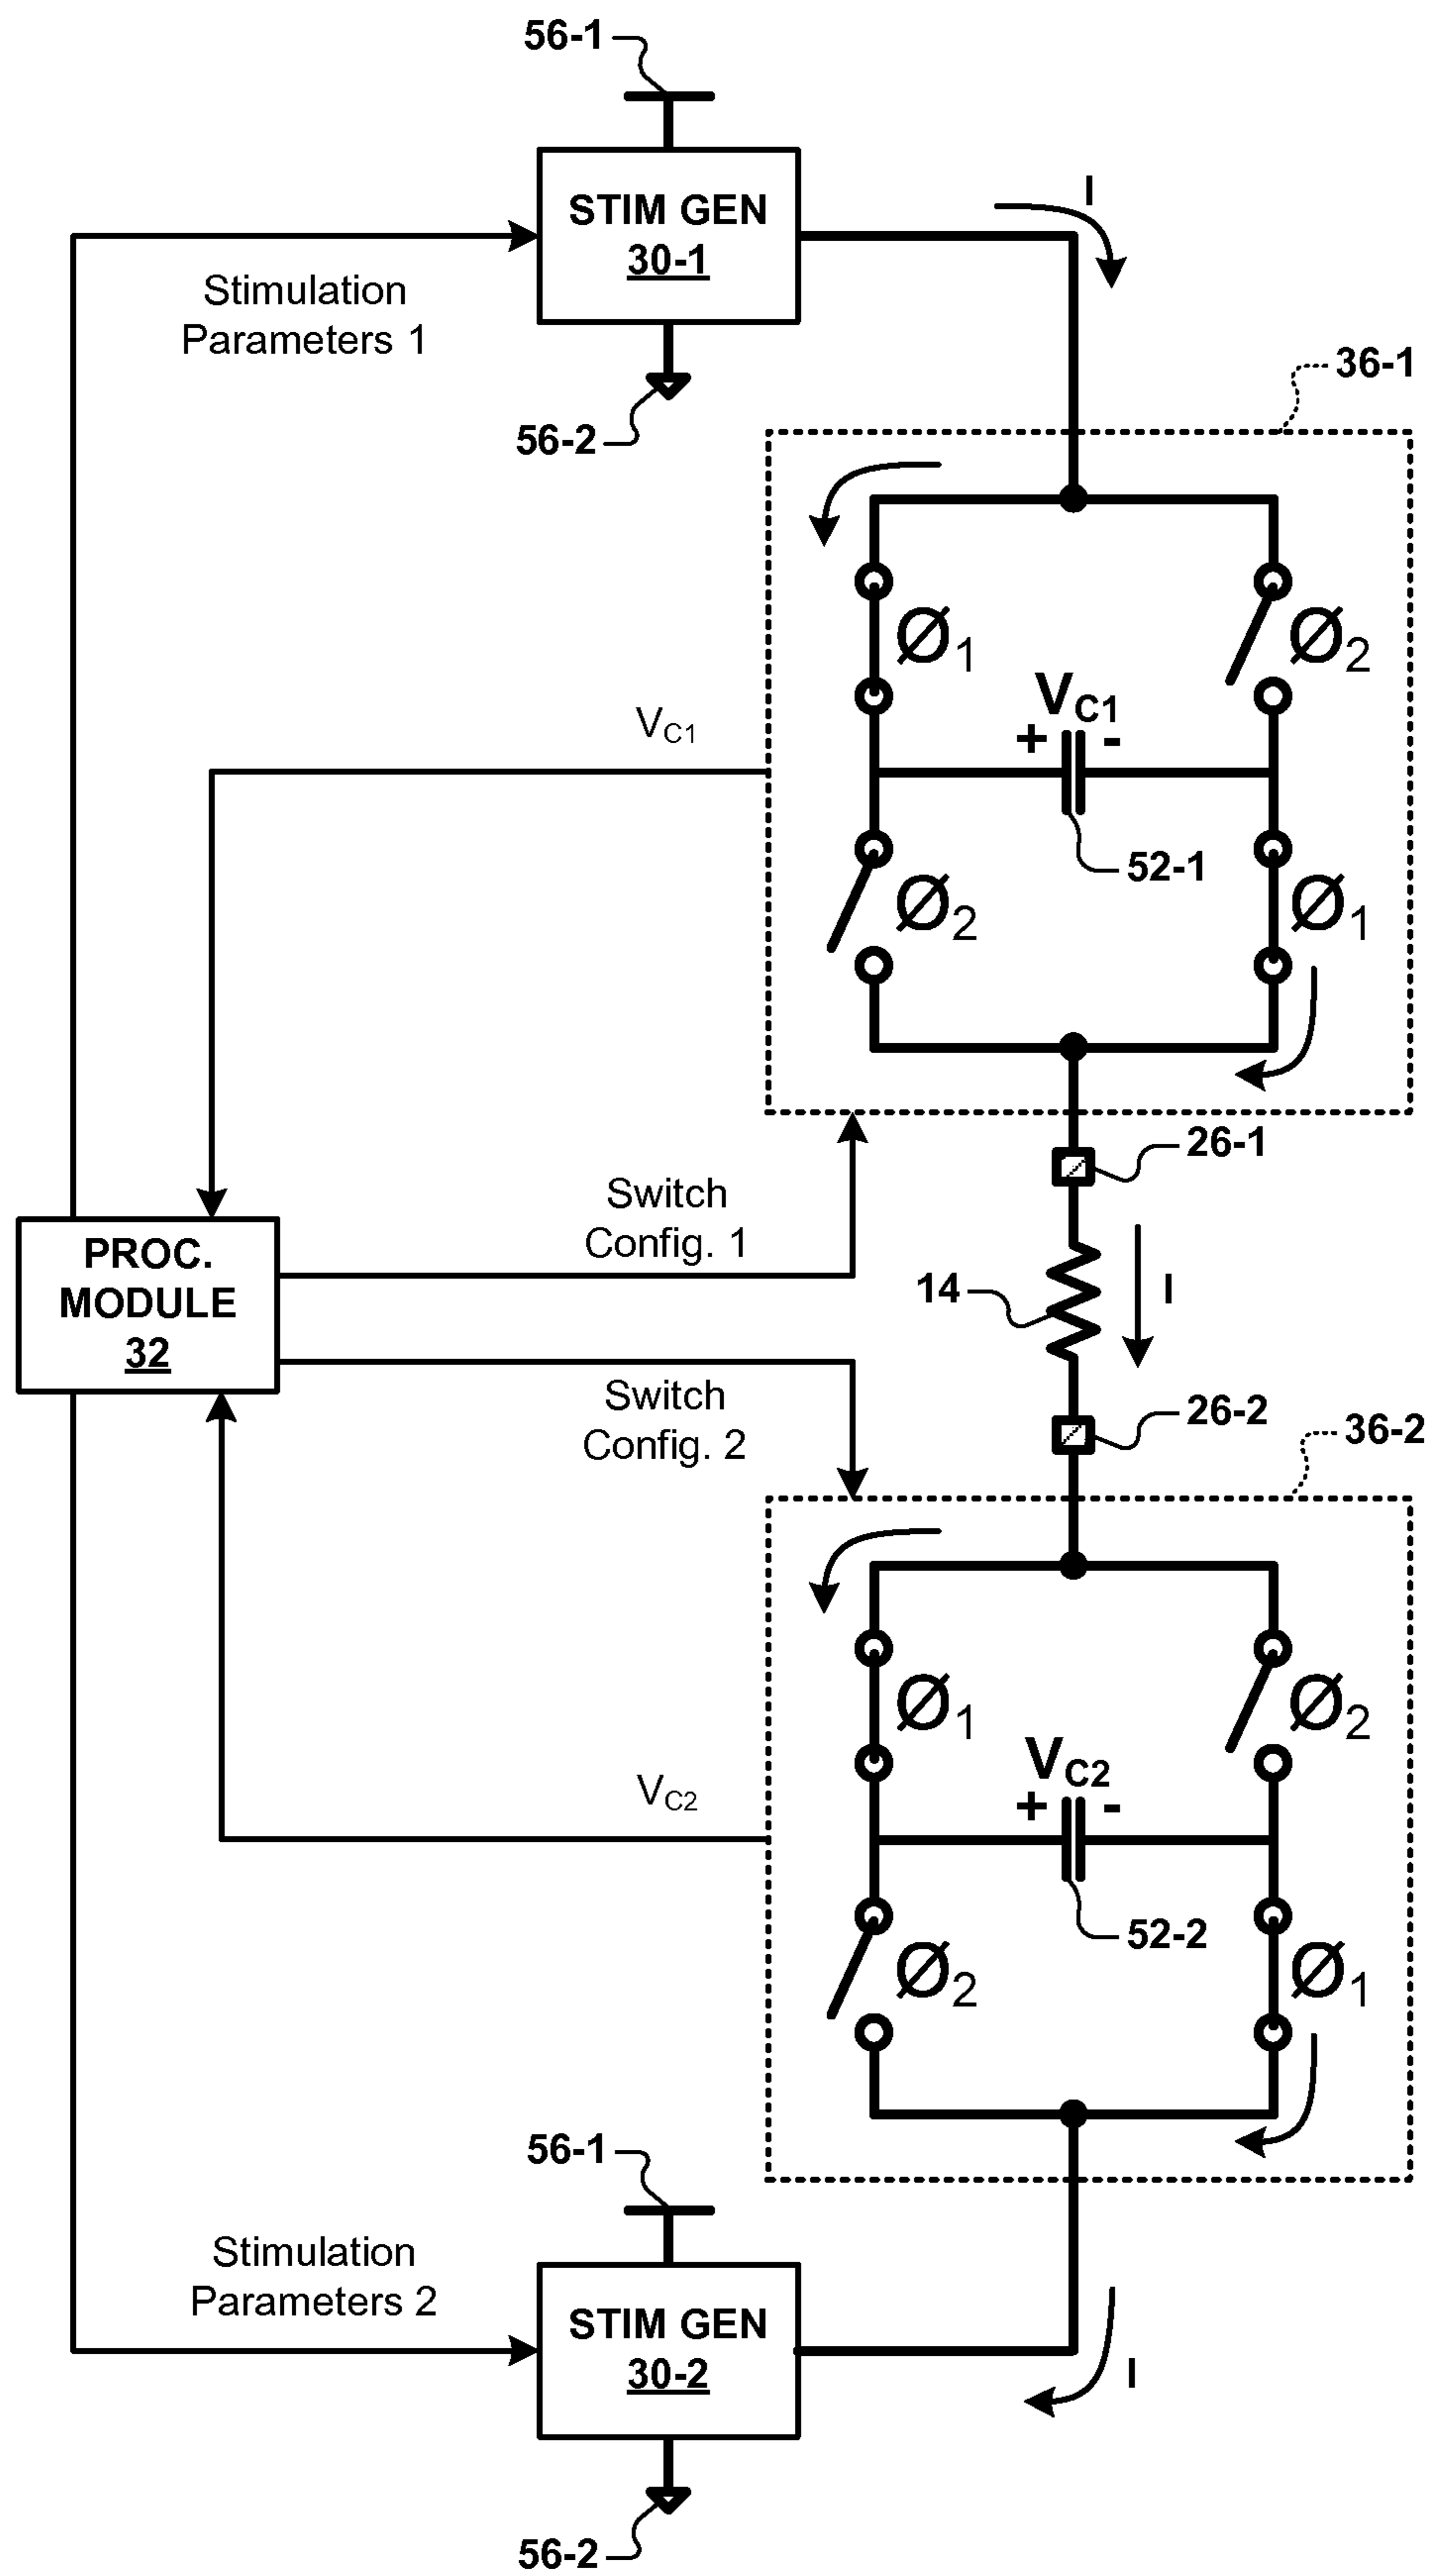 56-1
STIM GEN
30-1
I
Stimulation
Parameters 1
56-2
36-1
Ø1
Ø2
VC1
VC1
+ -
52-1
Ø2
Ø1
26-1
Switch
Config. 1
PROC.
MODULE
32
14
I
Switch
Config. 2
26-2
36-2
Ø1
Ø2
VC2
VC2
+ -
52-2
Ø2
Ø1
56-1
Stimulation
Parameters 2
STIM GEN
30-2
I
56-2